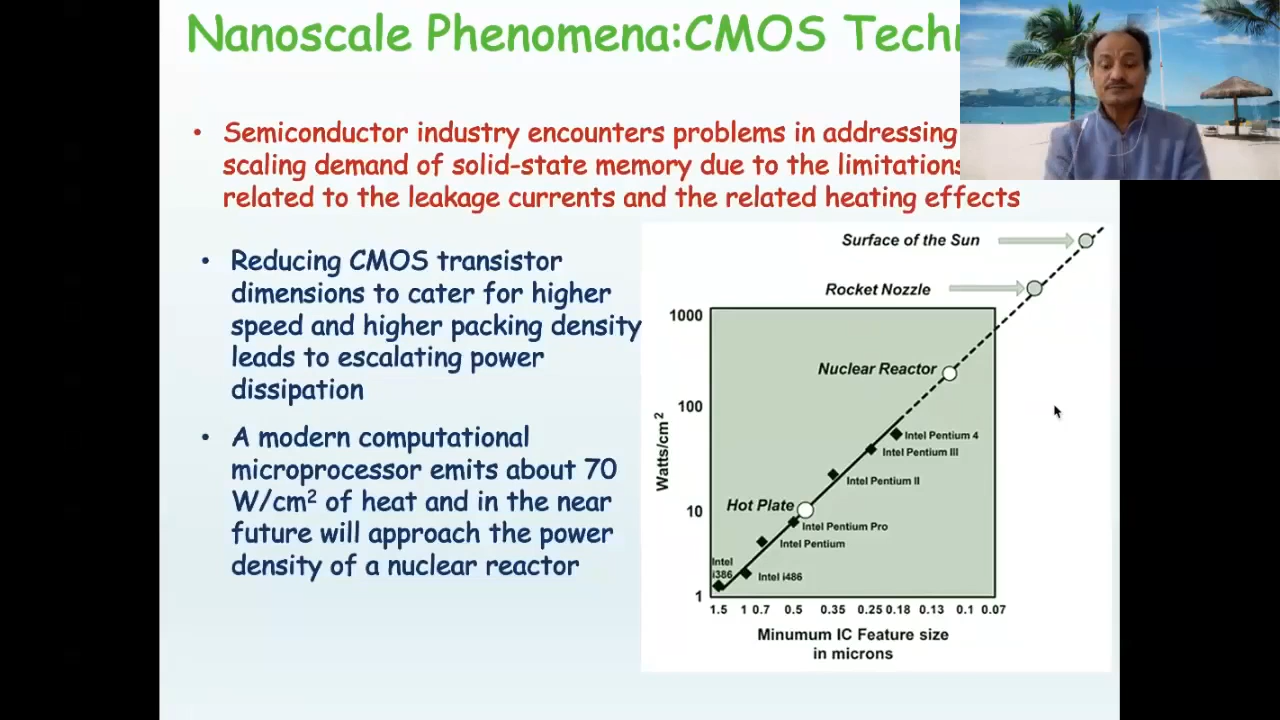 Nanoscale Phenomena:CMOS
• Semiconductor industry encounters problems in addressing
scaling demand of solid-state memory due to the limitations
related to the leakage currents and the related heating effects
• Reducing CMOS transistor
dimensions to cater for higher
speed and higher packing density
leads to escalating power
dissipation
• A modern computational
microprocessor emits about 70
W/cm² of heat and in the near
future will approach the power
density of a nuclear reactor
Surface of the Sun
Rocket Nozzle
1000
Nuclear Reactor
100
Intel Pentium 4
Intel Pentium III
Watts/cm²
Intel Pentium II
Hot Plate
10
Intel Pentium Pro
Intel Pentium
Intel
i386
Intel i486
1
1.5 1 0.7 0.5 0.35 0.25 0.18 0.13 0.1 0.07
Minumum IC Feature size
in microns